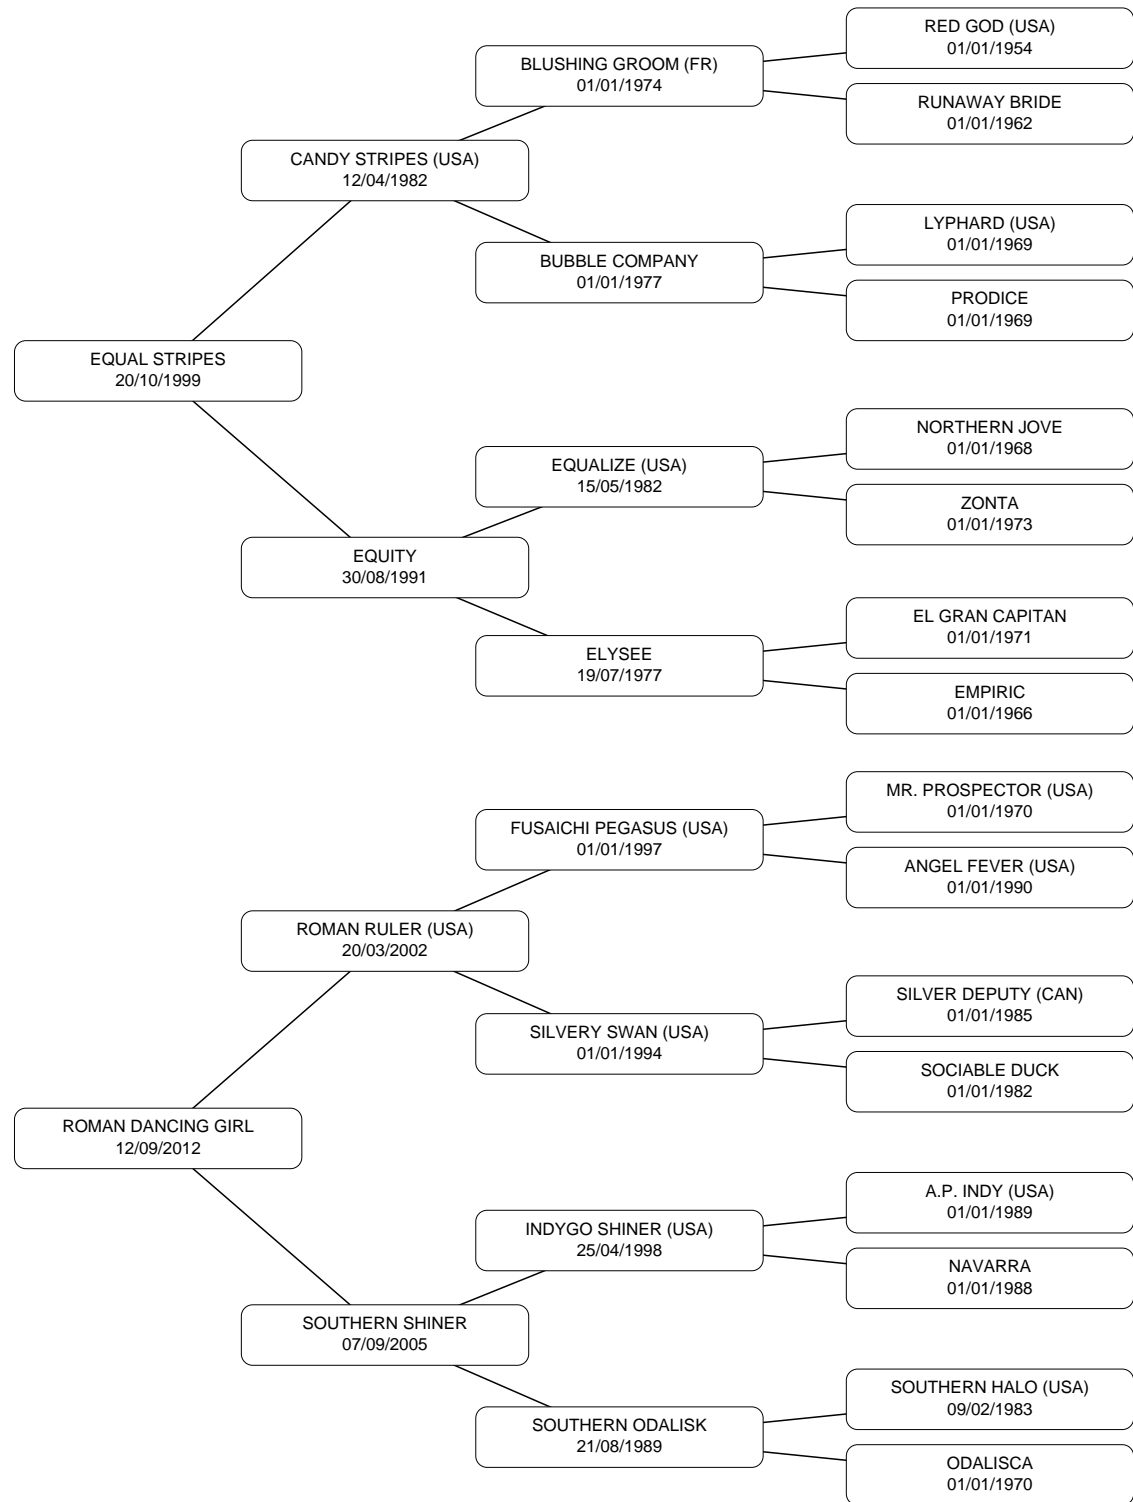 RED GOD (USA)
01/01/1954
BLUSHING GROOM (FR)
01/01/1974
RUNAWAY BRIDE
01/01/1962
CANDY STRIPES (USA)
12/04/1982
LYPHARD (USA)
01/01/1969
BUBBLE COMPANY
01/01/1977
PRODICE
01/01/1969
EQUAL STRIPES
20/10/1999
NORTHERN JOVE
01/01/1968
EQUALIZE (USA)
15/05/1982
ZONTA
01/01/1973
EQUITY
30/08/1991
EL GRAN CAPITAN
01/01/1971
ELYSEE
19/07/1977
EMPIRIC
01/01/1966
MR. PROSPECTOR (USA)
01/01/1970
FUSAICHI PEGASUS (USA)
01/01/1997
ANGEL FEVER (USA)
01/01/1990
ROMAN RULER (USA)
20/03/2002
SILVER DEPUTY (CAN)
01/01/1985
SILVERY SWAN (USA)
01/01/1994
SOCIABLE DUCK
01/01/1982
ROMAN DANCING GIRL
12/09/2012
A.P. INDY (USA)
01/01/1989
INDYGO SHINER (USA)
25/04/1998
NAVARRA
01/01/1988
SOUTHERN SHINER
07/09/2005
SOUTHERN HALO (USA)
09/02/1983
SOUTHERN ODALISK
21/08/1989
ODALISCA
01/01/1970